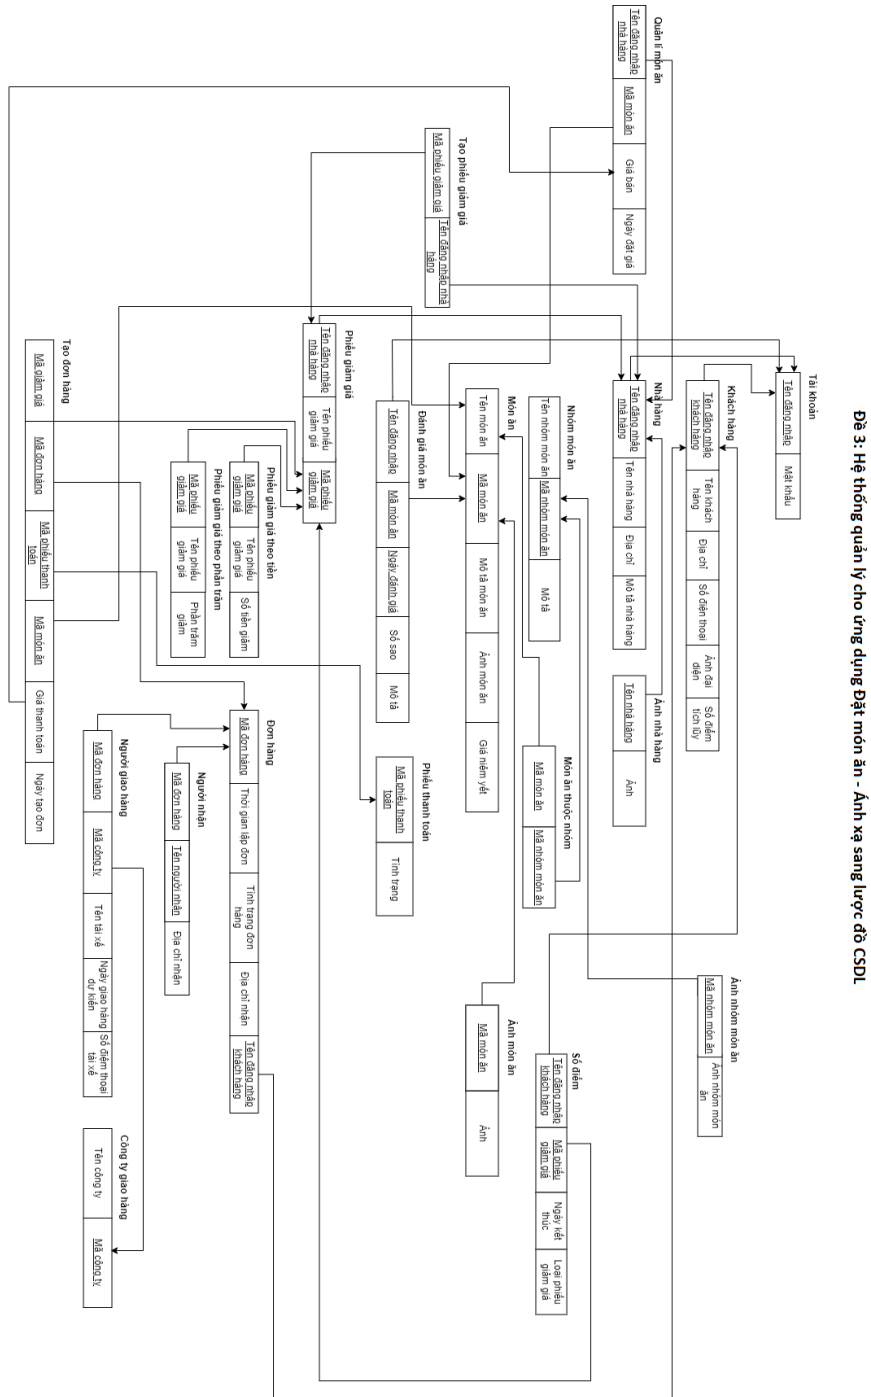 Đề 3: Hệ thống quản lý cho ứng dụng Đặt món ăn - Ánh xạ sang lược đồ CSDL
Tài khoản
Tên đăng nhập
Mật khẩu
Khách hàng
Tên đăng nhập
khách hàng
Tên khách
hàng
Địa chỉ
Số điện thoại
Ảnh đại
diện
Số điểm
tích lũy
Ảnh nhóm món ăn
Mã nhóm món ăn
Ảnh nhóm món
ăn
Quản lí món ăn
Tên đăng nhập
nhà hàng
Mã món ăn
Giá bán
Ngày đặt giá
Nhà hàng
Tên đăng nhập
nhà hàng
Tên nhà hàng
Địa chỉ
Mô tả nhà hàng
Ảnh nhà hàng
Tên nhà hàng
Ảnh
Nhóm món ăn
Tên nhóm món ăn
Mã nhóm món ăn
Mô tả
Món ăn thuộc nhóm
Mã món ăn
Mã nhóm món ăn
Số điểm
Tên đăng nhập
khách hàng
Mã phiếu
giảm giá
Ngày kết
thúc
Loại phiếu
giảm giá
Món ăn
Tên món ăn
Mã món ăn
Mô tả món ăn
Ảnh món ăn
Giá niêm yết
Ảnh món ăn
Mã món ăn
Ảnh
Tạo phiếu giảm giá
Mã phiếu giảm giá
Tên đăng nhập nhà
hàng
Đánh giá món ăn
Tên đăng nhập
Mã món ăn
Ngày đánh giá
Số sao
Mô tả
Phiếu thanh toán
Mã phiếu thanh
toán
Tình trạng
Phiếu giảm giá
Tên đăng nhập
nhà hàng
Tên phiếu
giảm giá
Mã phiếu
giảm giá
Phiếu giảm giá theo tiền
Mã phiếu
giảm giá
Tên phiếu
giảm giá
Số tiền giảm
Đơn hàng
Mã đơn hàng
Thời gian lập đơn
Tình trạng đơn
hàng
Địa chỉ nhận
Tên đăng nhập
khách hàng
Phiếu giảm giá theo phần trăm
Mã phiếu
giảm giá
Tên phiếu
giảm giá
Phần trăm
giảm
Người nhận
Mã đơn hàng
Tên người nhận
Địa chỉ nhận
Người giao hàng
Mã đơn hàng
Mã công ty
Tên tài xế
Ngày giao hàng
dự kiến
Số điệm thoại
tài xế
Công ty giao hàng
Tên công ty
Mã công ty
Tạo đơn hàng
Mã giảm giá
Mã đơn hàng
Mã phiếu thanh
toán
Mã món ăn
Giá thanh toán
Ngày tạo đơn